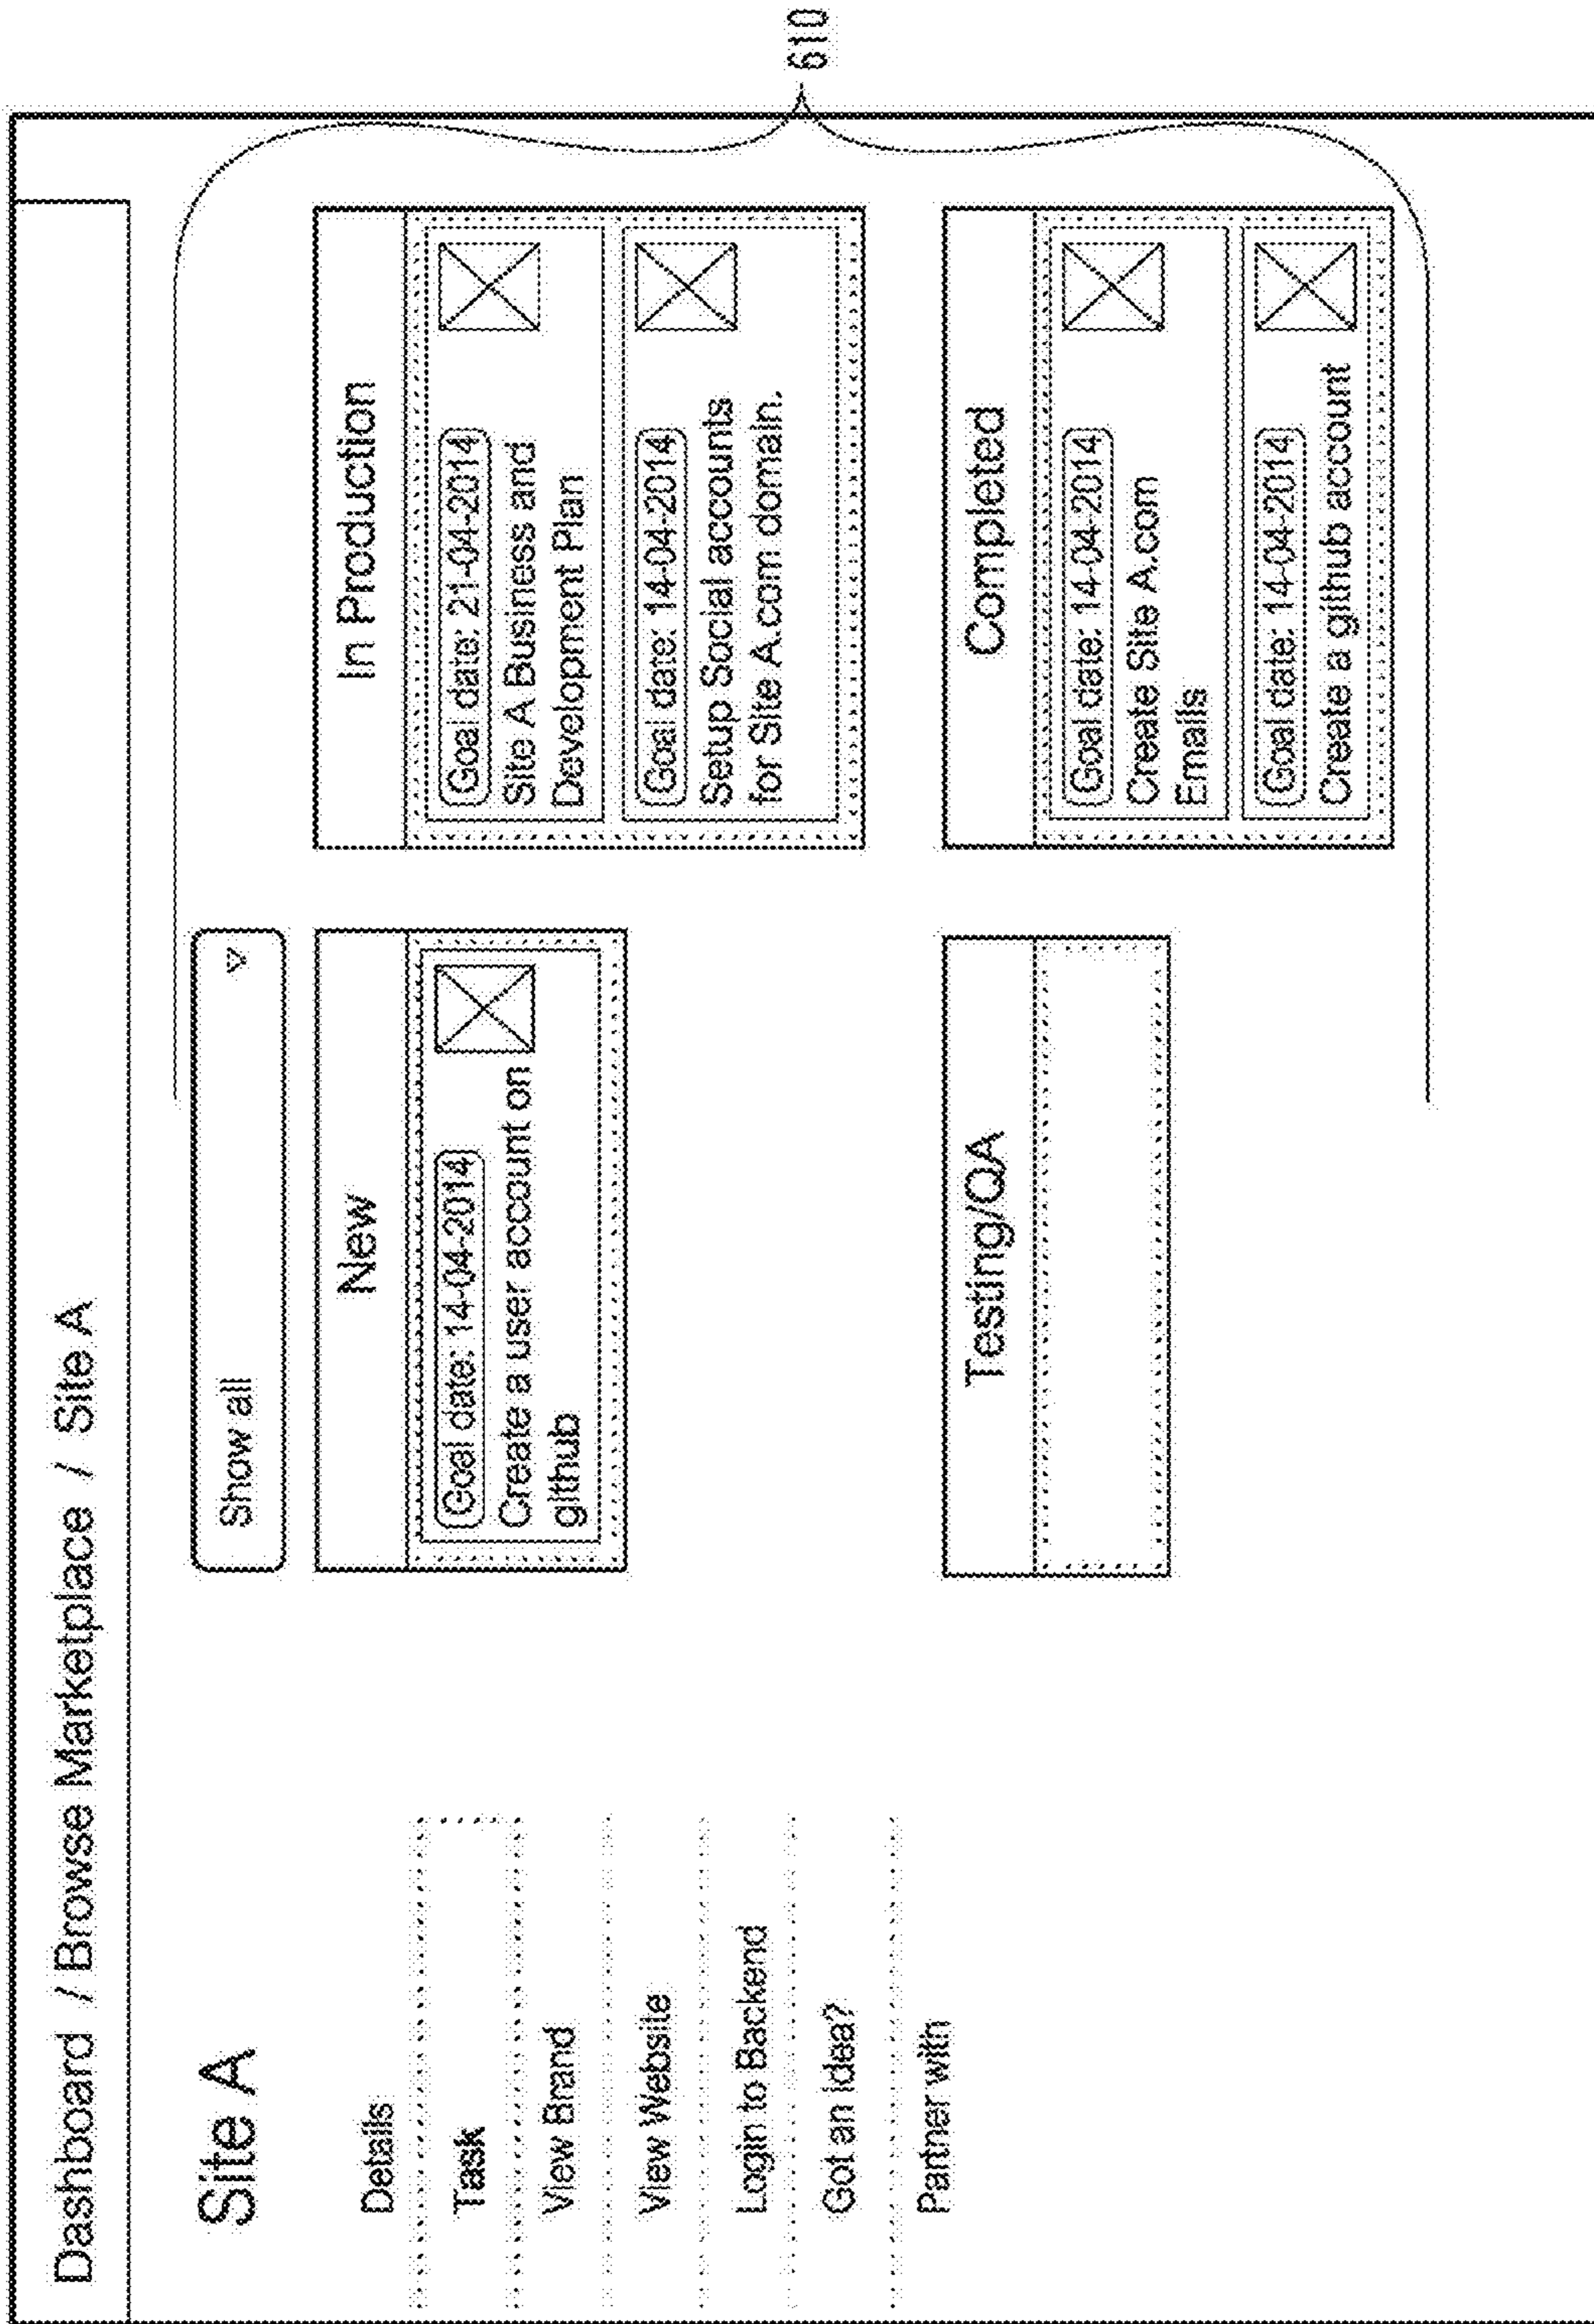 Dashboard / Browse Marketplace / Site A
Site A
Details
Task
View Brand
View Website
Login to Backend
Got an idea?
Partner with
Show all
New
Goal date: 14-04-2014
Create a user account on
github
In Production
Goal date: 21-04-2014
Site A Business and
Development Plan
Goal date: 14-04-2014
Setup Social accounts
for Site A.com domain.
Testing/QA
Completed
Goal date: 14-04-2014
Create Site A.com
Emails
Goal date: 14-04-2014
Create a github account
610